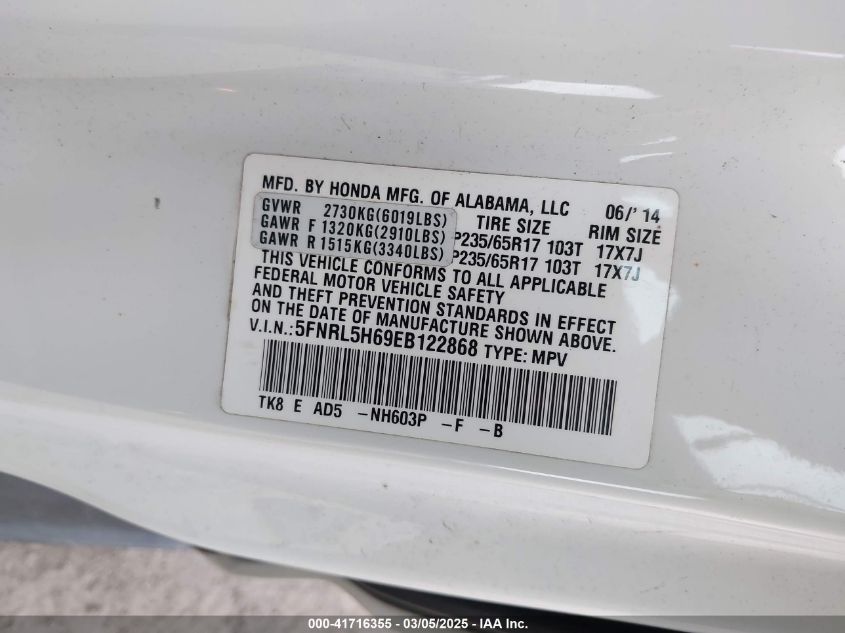 MFD. BY HONDA MFG. OF ALABAMA, LLC 06/'14
GVWR 2730KG(6019LBS) TIRE SIZE RIM SIZE
GAWR F 1320KG(2910LBS) P235/65R17 103T 17X7J
GAWR R 1515KG(3340LBS) P235/65R17 103T 17X7J
THIS VEHICLE CONFORMS TO ALL APPLICABLE
FEDERAL MOTOR VEHICLE SAFETY
AND THEFT PREVENTION STANDARDS IN EFFECT
ON THE DATE OF MANUFACTURE SHOWN ABOVE.
V.I.N.:5FNRL5H69EB122868 TYPE: MPV
TK8 E AD5 -NH603P -F -B
000-41716355 - 03/05/2025 - IAA Inc.